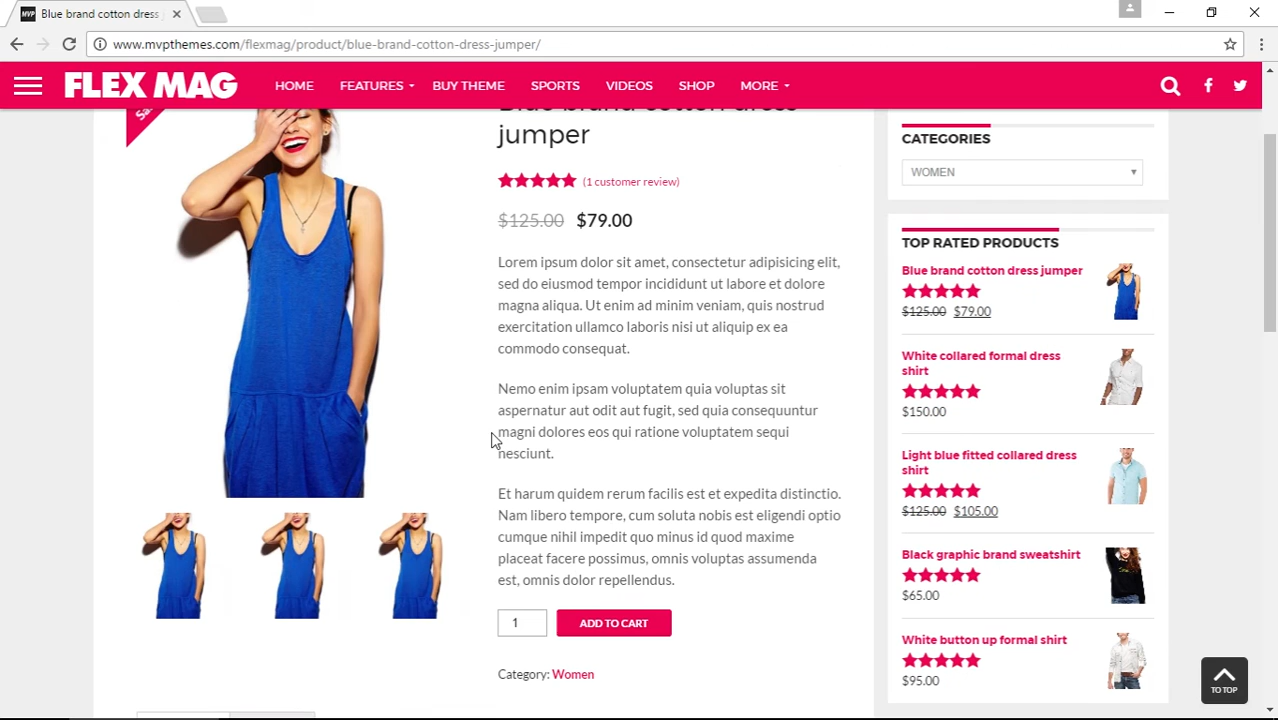 MVP Blue brand cotton dress
www.mvpthemes.com/flexmag/product/blue-brand-cotton-dress-jumper/
FLEX MAG HOME FEATURES BUY THEME SPORTS VIDEOS SHOP MORE
Blue brand cotton dress
jumper
(1 customer review)
$125.00 $79.00
Lorem ipsum dolor sit amet, consectetur adipisicing elit,
sed do eiusmod tempor incididunt ut labore et dolore
magna aliqua. Ut enim ad minim veniam, quis nostrud
exercitation ullamco laboris nisi ut aliquip ex ea
commodo consequat.
Nemo enim ipsam voluptatem quia voluptas sit
aspernatur aut odit aut fugit, sed quia consequuntur
magni dolores eos qui ratione voluptatem sequi
nesciunt.
Et harum quidem rerum facilis est et expedita distinctio.
Nam libero tempore, cum soluta nobis est eligendi optio
cumque nihil impedit quo minus id quod maxime
placeat facere possimus, omnis voluptas assumenda
est, omnis dolor repellendus.
1 ADD TO CART
Category: Women
CATEGORIES
WOMEN
TOP RATED PRODUCTS
Blue brand cotton dress jumper
$125.00 $79.00
White collared formal dress
shirt
$150.00
Light blue fitted collared dress
shirt
$125.00 $105.00
Black graphic brand sweatshirt
$65.00
White button up formal shirt
$95.00
TO TOP